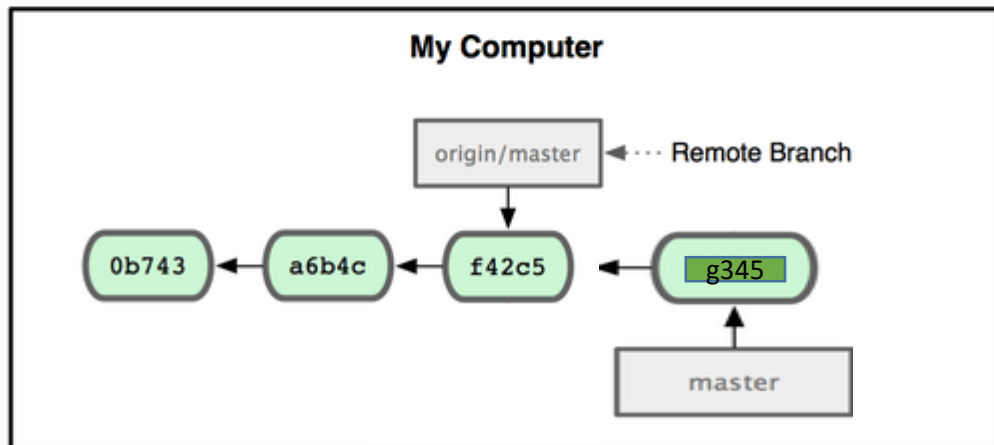 My Computer
origin/master
Remote Branch
0b743
a6b4c
f42c5
g345
master